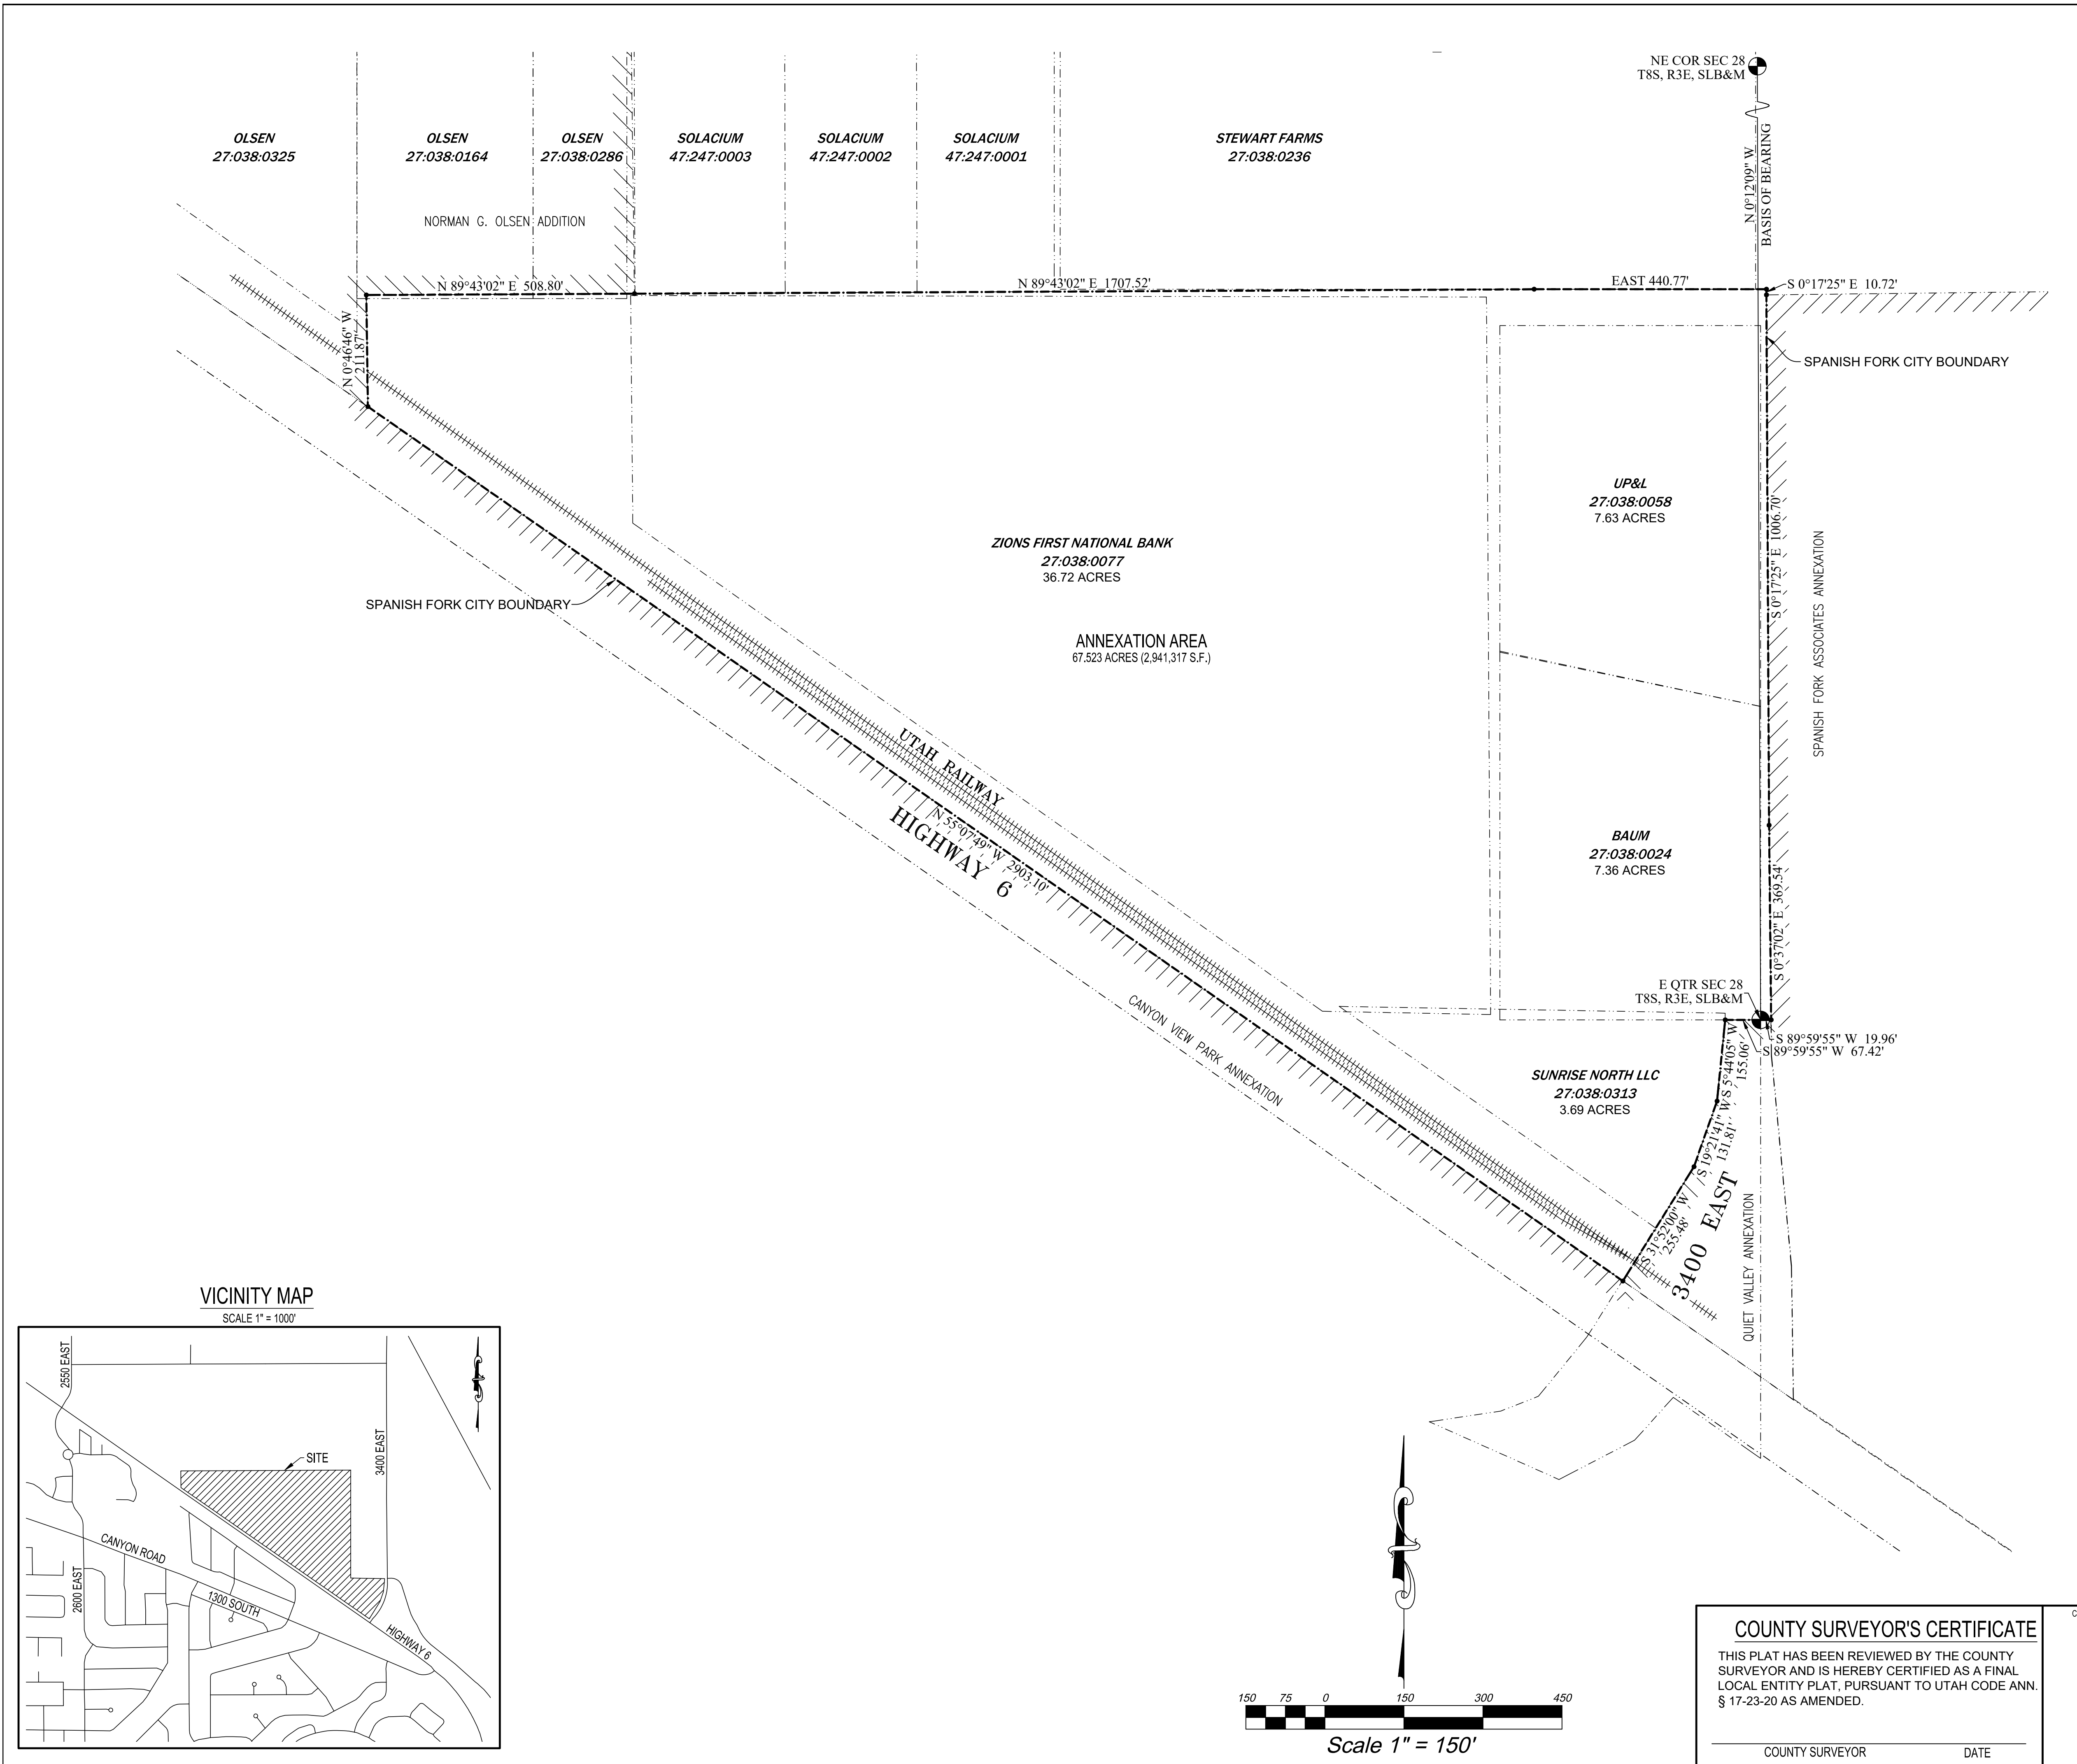 NE COR SEC 28
T8S, R3E, SLB&M
N 0°12'09" W
BASIS OF BEARING
OLSEN
27:038:0325
OLSEN
27:038:0164
OLSEN
27:038:0286
SOLACIUM
47:247:0003
SOLACIUM
47:247:0002
SOLACIUM
47:247:0001
STEWART FARMS
27:038:0236
NORMAN G. OLSEN ADDITION
N 89°43'02" E 508.80'
N 89°43'02" E 1707.52'
EAST 440.77'
S 0°17'25" E 10.72'
N 0°46'46" W
211.87'
SPANISH FORK CITY BOUNDARY
UP&L
27:038:0058
7.63 ACRES
S 0°17'25" E 1006.70'
SPANISH FORK ASSOCIATES ANNEXATION
ZIONS FIRST NATIONAL BANK
27:038:0077
36.72 ACRES
SPANISH FORK CITY BOUNDARY
ANNEXATION AREA
67.523 ACRES (2,941,317 S.F.)
UTAH RAILWAY
N 55°07'49" W 2903.10'
HIGHWAY 6
BAUM
27:038:0024
7.36 ACRES
S 0°37'02" E 369.54'
E QTR SEC 28
T8S, R3E, SLB&M
S 89°59'55" W 19.96'
S 89°59'55" W 67.42'
CANYON VIEW PARK ANNEXATION
SUNRISE NORTH LLC
27:038:0313
3.69 ACRES
S 5°44'05" W
155.06'
S 19°21'41" W
131.81'
S 31°52'00" W
255.48'
3400 EAST
QUIET VALLEY ANNEXATION
VICINITY MAP
SCALE 1" = 1000'
2550 EAST
SITE
3400 EAST
CANYON ROAD
2600 EAST
1300 SOUTH
HIGHWAY 6
150 75 0 150 300 450
Scale 1" = 150'
COUNTY SURVEYOR'S CERTIFICATE
THIS PLAT HAS BEEN REVIEWED BY THE COUNTY
SURVEYOR AND IS HEREBY CERTIFIED AS A FINAL
LOCAL ENTITY PLAT, PURSUANT TO UTAH CODE ANN.
§ 17-23-20 AS AMENDED.
COUNTY SURVEYOR DATE